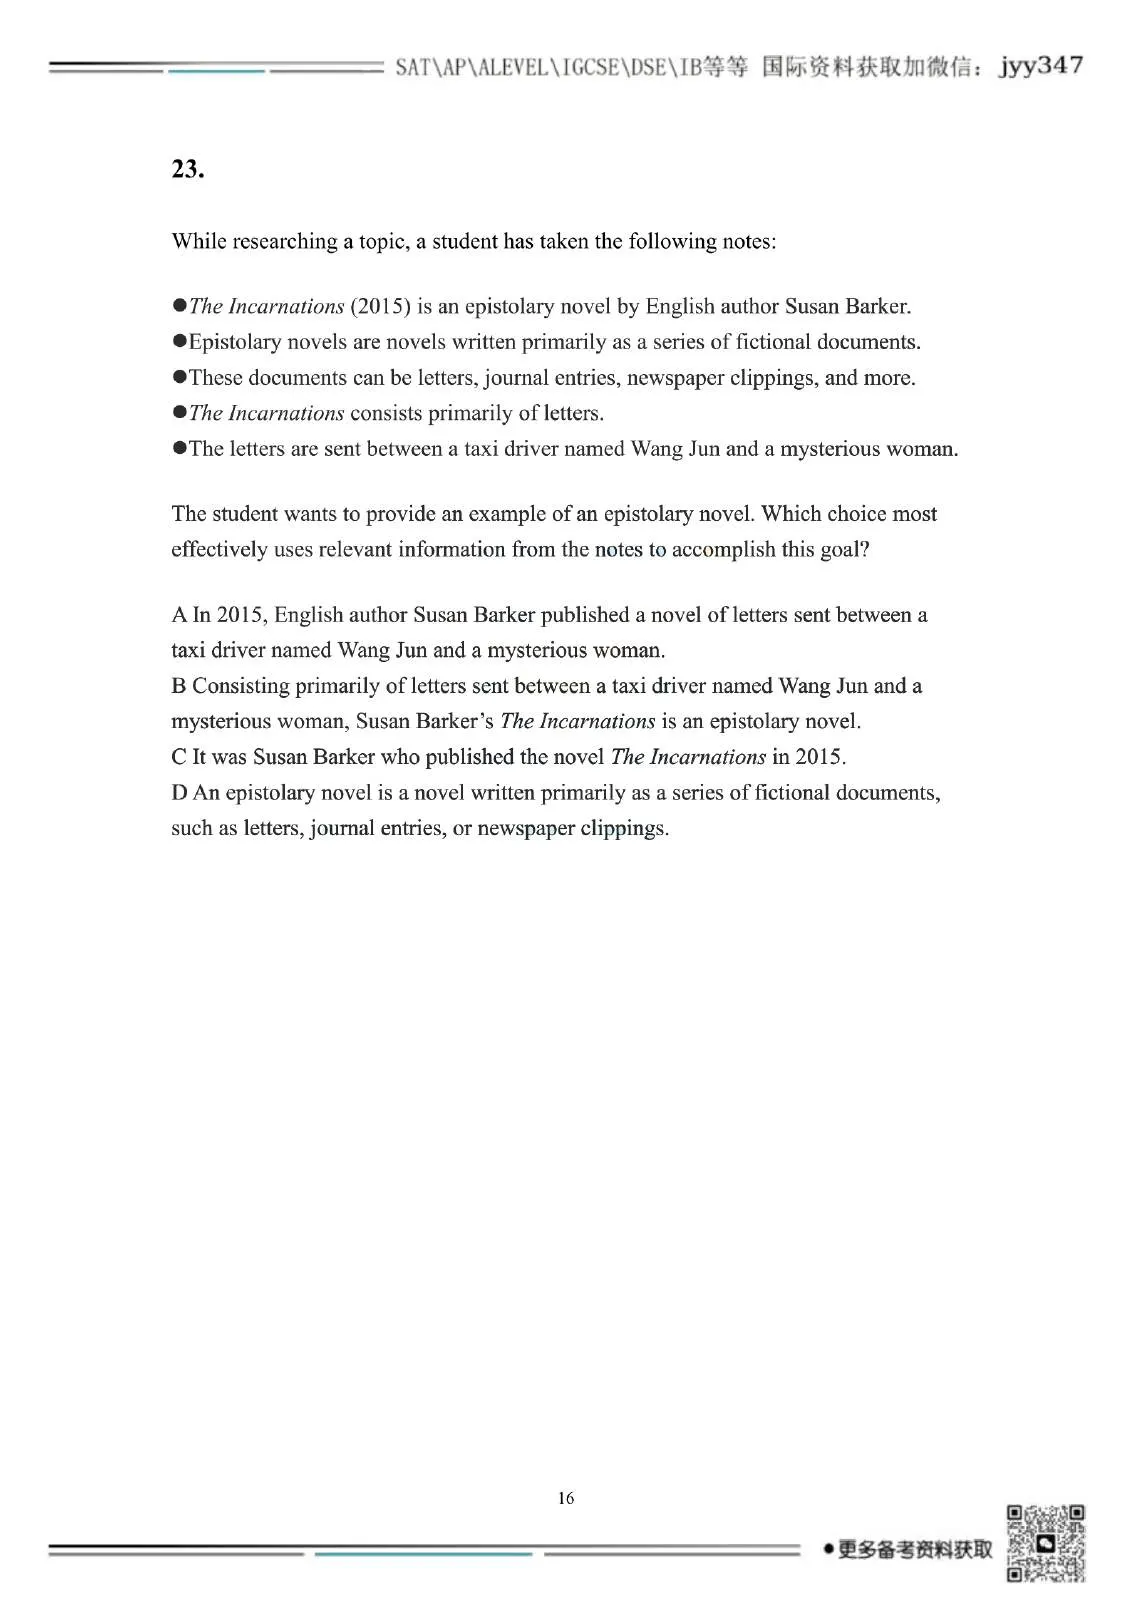 SAT\AP\ALEVEL\IGCSE\DSE\IB等等 国际资料获取加微信：jyy347
23.
While researching a topic, a student has taken the following notes:
●The Incarnations (2015) is an epistolary novel by English author Susan Barker.
●Epistolary novels are novels written primarily as a series of fictional documents.
●These documents can be letters, journal entries, newspaper clippings, and more.
●The Incarnations consists primarily of letters.
●The letters are sent between a taxi driver named Wang Jun and a mysterious woman.
The student wants to provide an example of an epistolary novel. Which choice most
effectively uses relevant information from the notes to accomplish this goal?
A In 2015, English author Susan Barker published a novel of letters sent between a
taxi driver named Wang Jun and a mysterious woman.
B Consisting primarily of letters sent between a taxi driver named Wang Jun and a
mysterious woman, Susan Barker’s The Incarnations is an epistolary novel.
C It was Susan Barker who published the novel The Incarnations in 2015.
D An epistolary novel is a novel written primarily as a series of fictional documents,
such as letters, journal entries, or newspaper clippings.
16
●更多备考资料获取